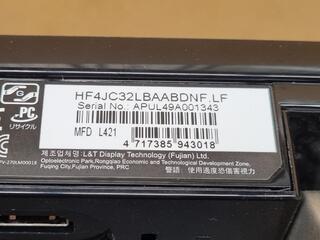 G
PC
リサイクル
HF4JC32LBAABDNF.LF
Serial No.: APUL49A001343
MFD L421
4 717385 943018
제조업체명: L&T Display Technology (Fujian) Ltd.
Optoelectronic Park, Rongqiao Economic and Technological Development Zone,
Fuqing City, Fujian Province, PRC
警語 使用過度恐傷害視力